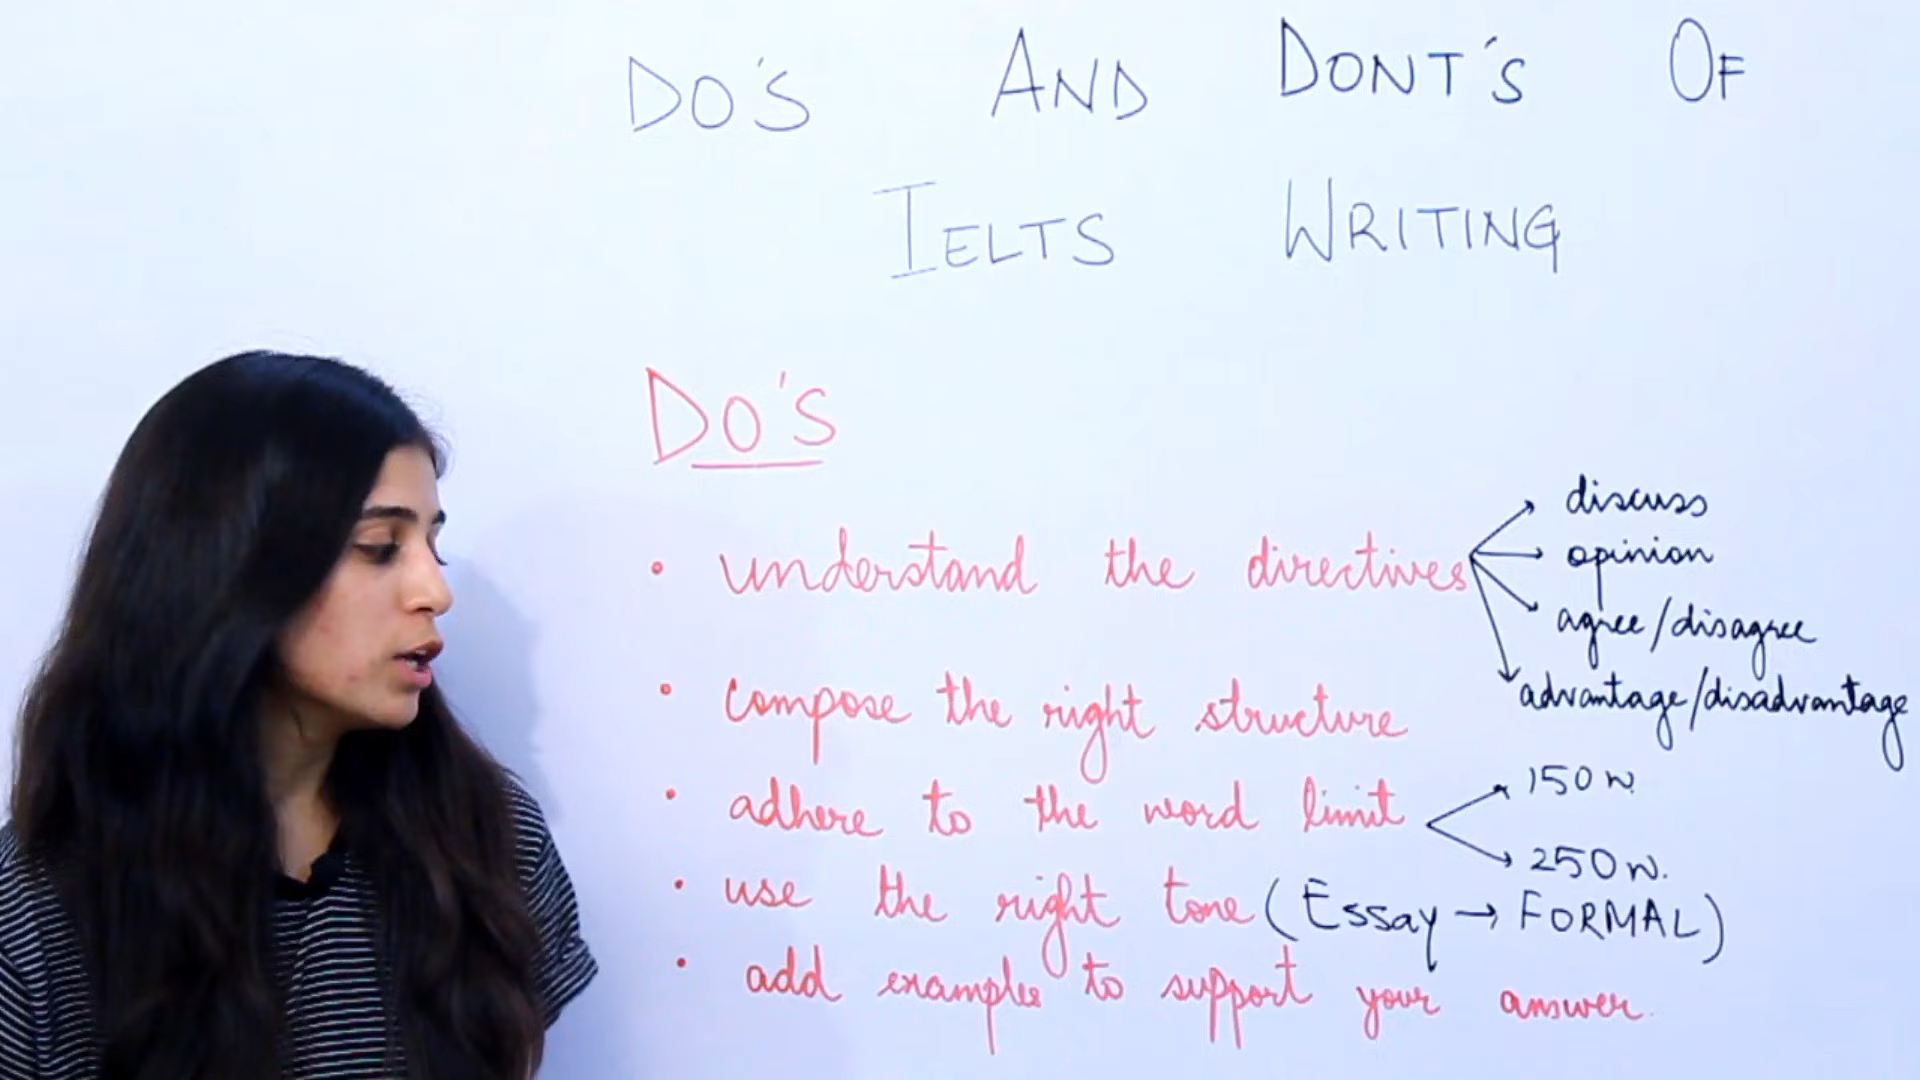 DO'S AND DONT'S OF
IELTS WRITING
DO'S
• understand the directives → discuss
→ opinion
→ agree/disagree
→ advantage/disadvantage
• compose the right structure
• adhere to the word limit → 150 w.
→ 250 w.
• use the right tone (Essay → FORMAL)
• add examples to support your answer.